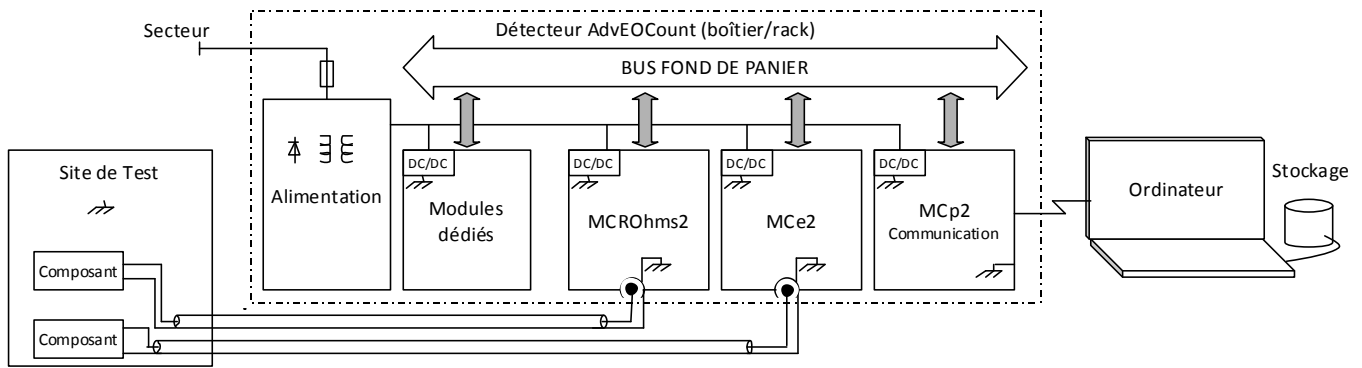 Secteur
Détecteur AdvEOCount (boîtier/rack)
BUS FOND DE PANIER
Site de Test
Composant
Composant
Alimentation
DC/DC
Modules
dédiés
DC/DC
MCROhms2
DC/DC
MCe2
DC/DC
MCp2
Communication
Ordinateur
Stockage